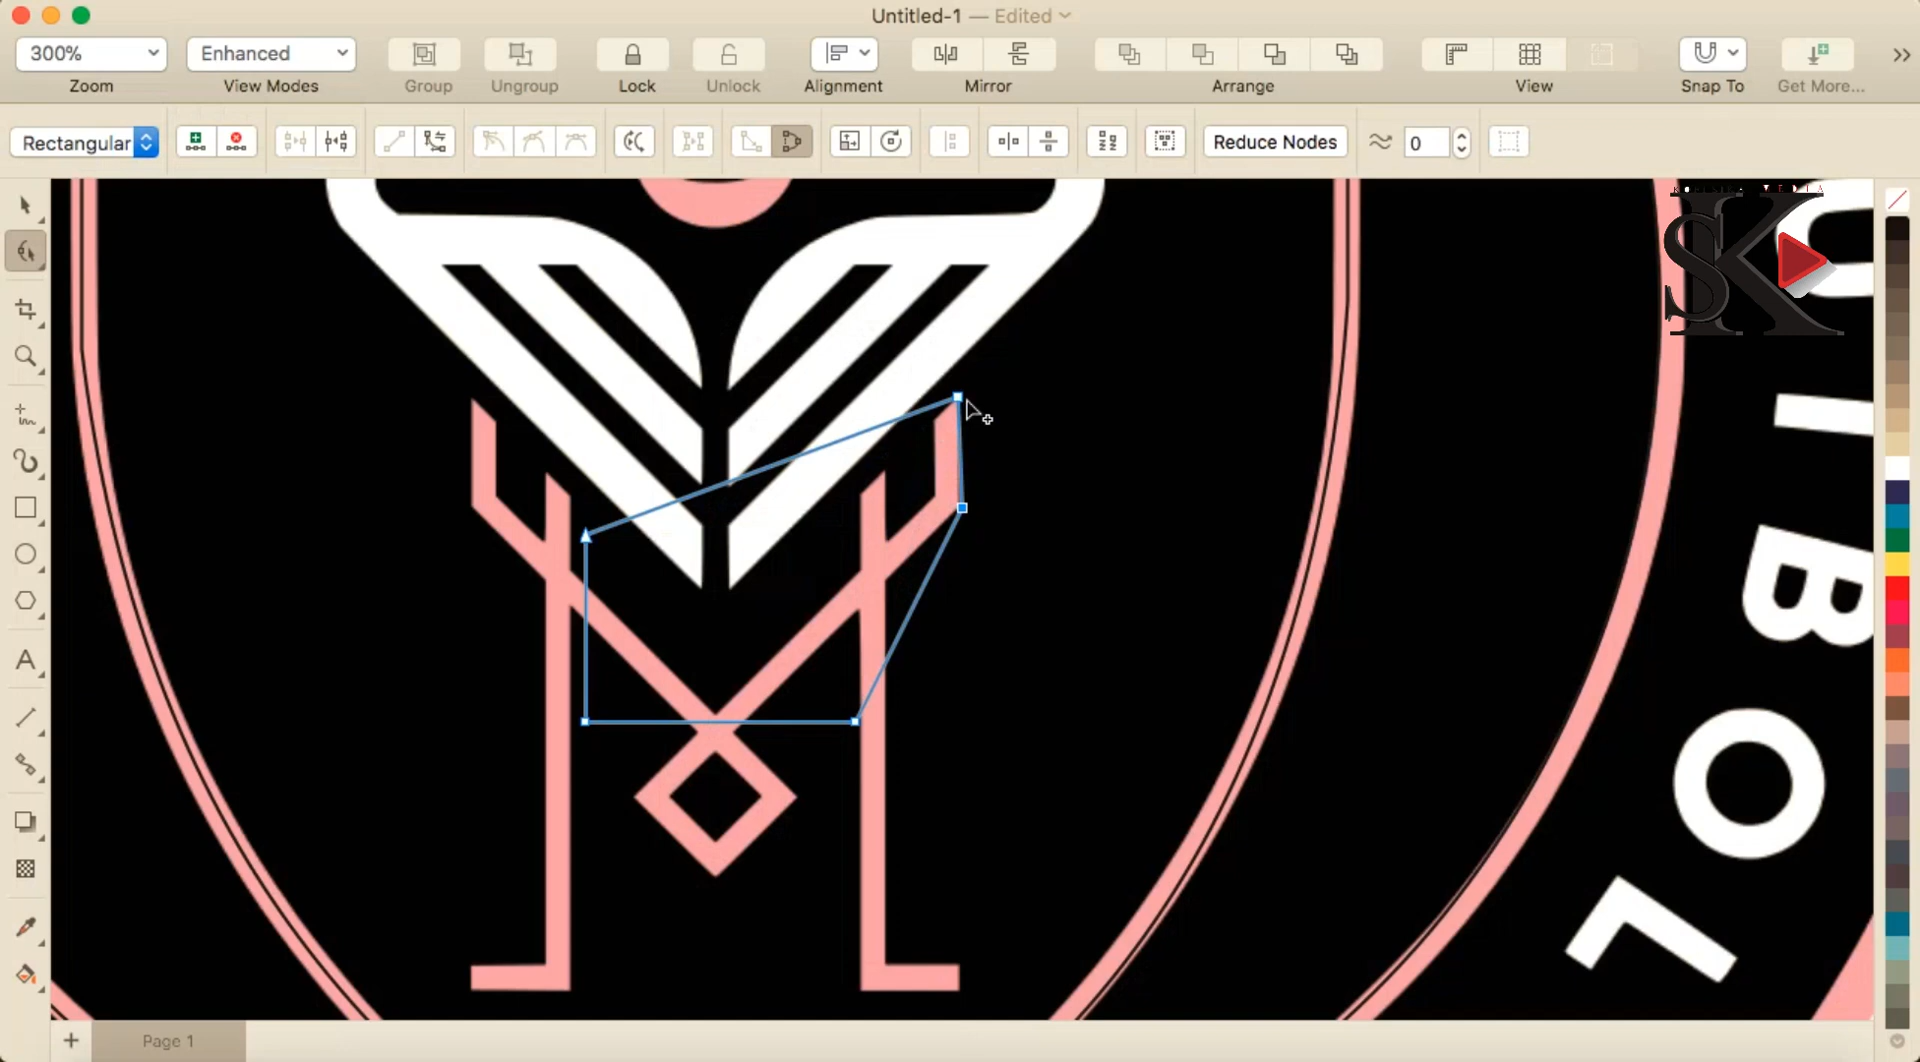 Untitled-1 — Edited
300%
Enhanced
Zoom
View Modes
Group
Ungroup
Lock
Unlock
Alignment
Mirror
Arrange
View
Snap To
Get More...
Rectangular
Reduce Nodes
0
SK
U
I
B
O
L
Page 1